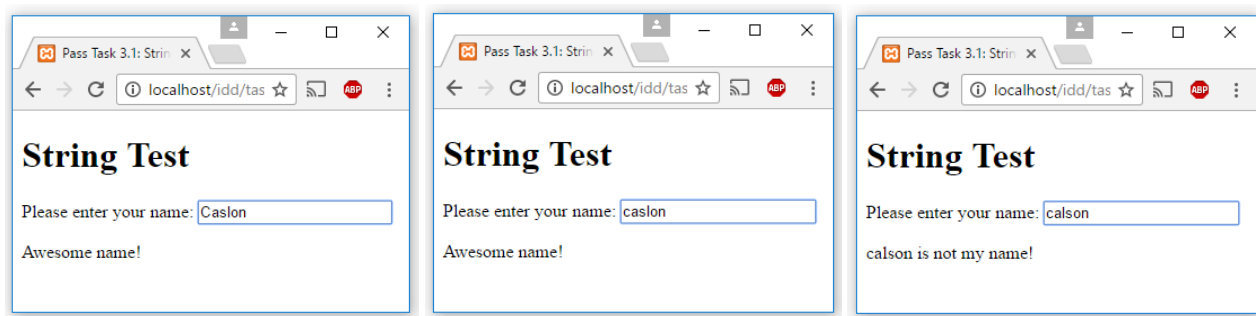 Pass Task 3.1: Strin
localhost/idd/tas
ABP
String Test
Please enter your name: Caslon
Awesome name!
Pass Task 3.1: Strin
localhost/idd/tas
ABP
String Test
Please enter your name: caslon
Awesome name!
Pass Task 3.1: Strin
localhost/idd/tas
ABP
String Test
Please enter your name: calson
calson is not my name!